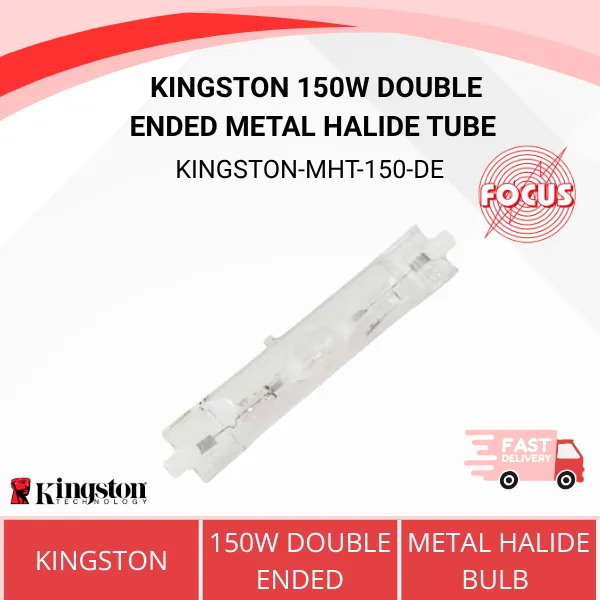 KINGSTON 150W DOUBLE
ENDED METAL HALIDE TUBE
KINGSTON-MHT-150-DE
FOCUS
FAST
DELIVERY
Kingston
TECHNOLOGY
KINGSTON
150W DOUBLE
ENDED
METAL HALIDE
BULB